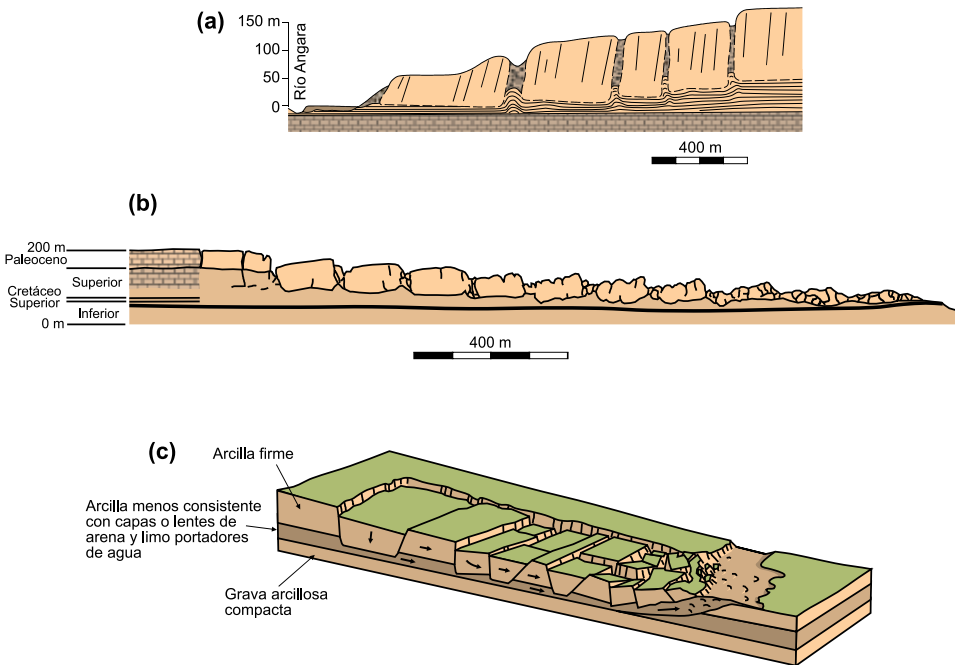 (a)
150 m
100
50
0
Río Angara
400 m
(b)
200 m
Paleoceno
Superior
Cretáceo
Superior
Inferior
0 m
400 m
(c)
Arcilla firme
Arcilla menos consistente
con capas o lentes de
arena y limo portadores
de agua
Grava arcillosa
compacta